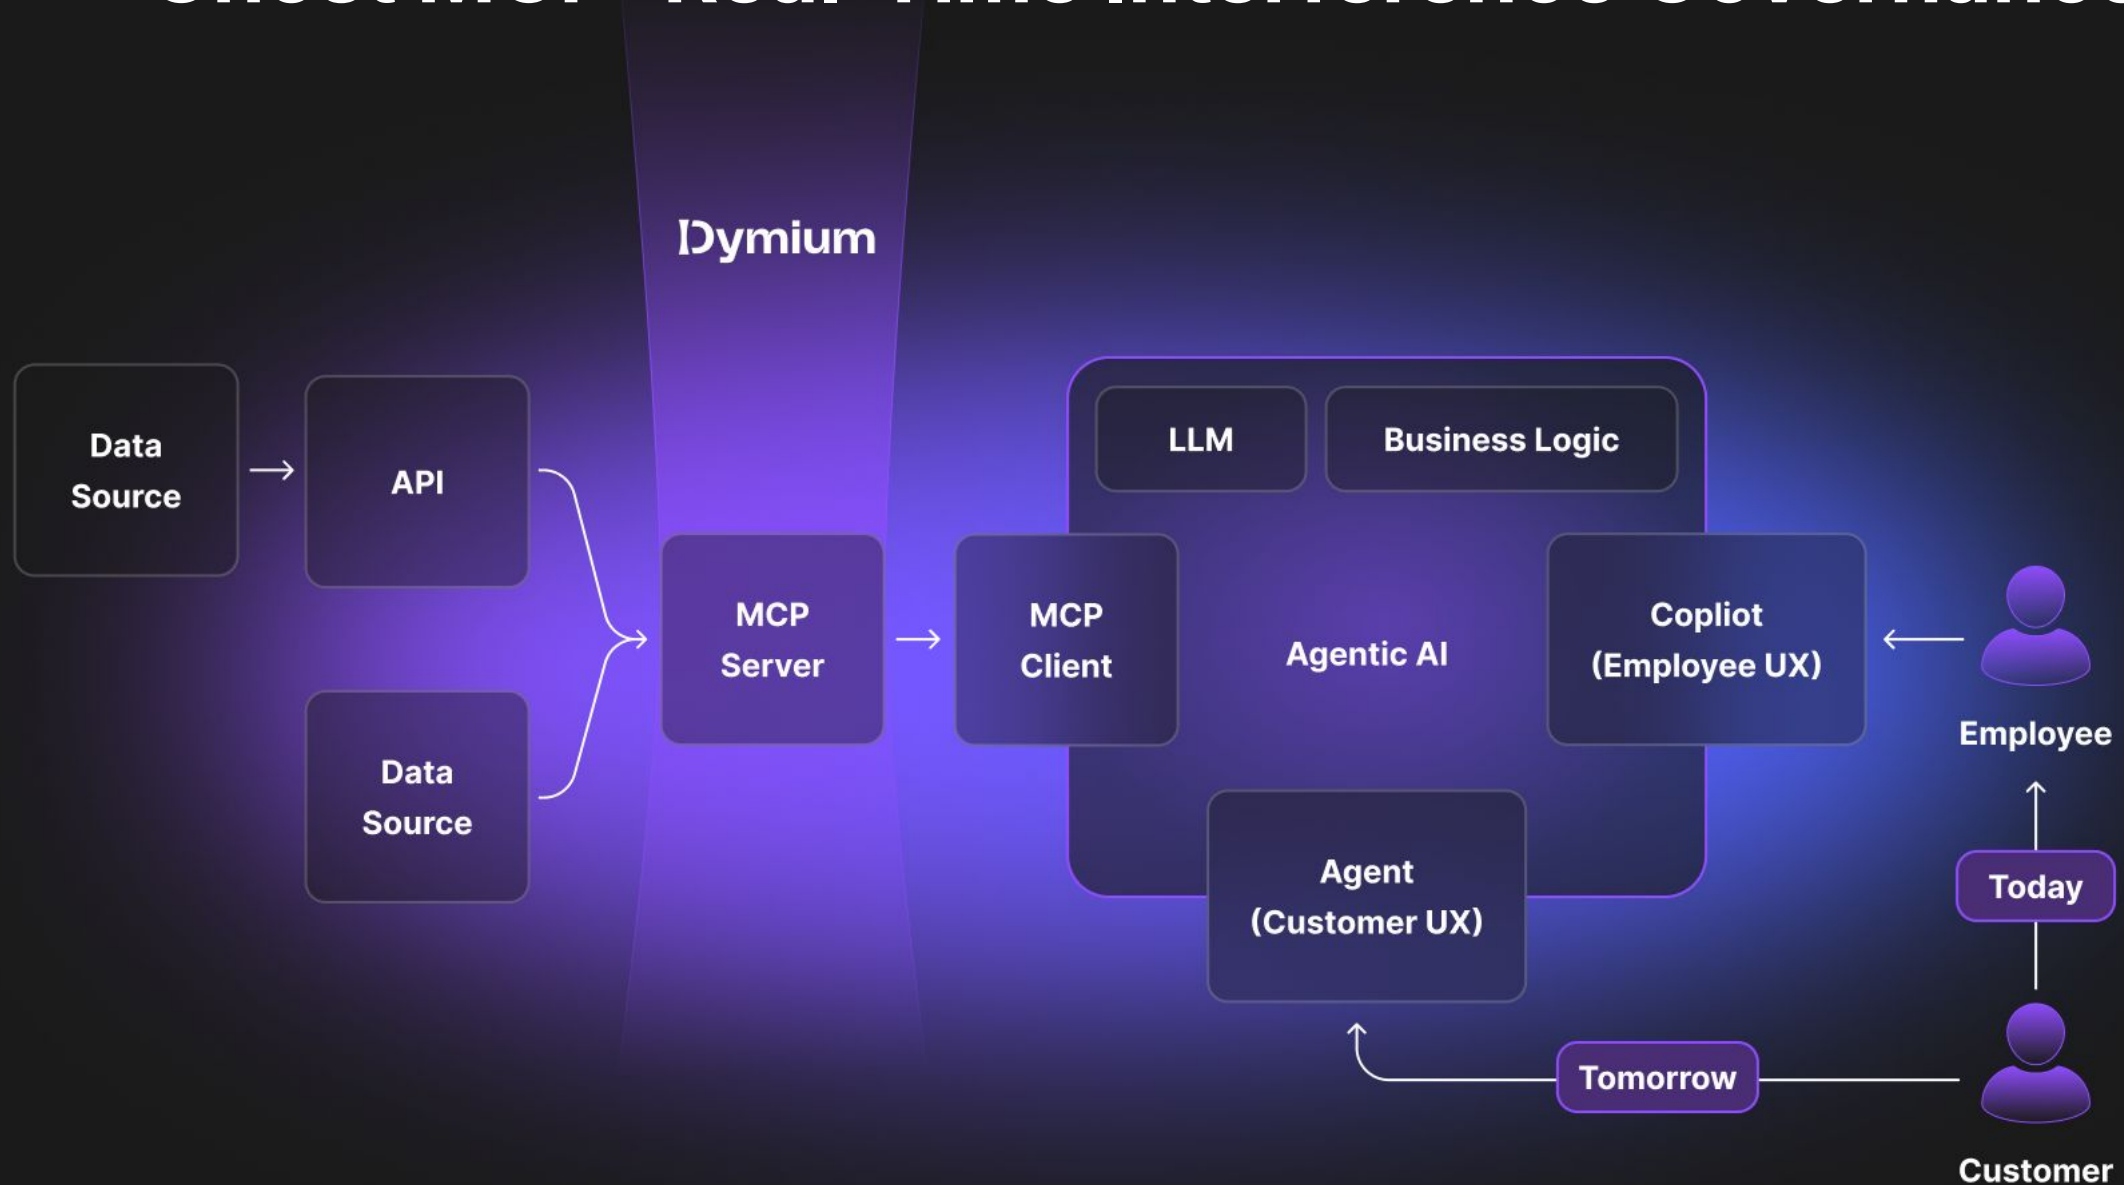 Dymium
Data
Source
API
Data
Source
MCP
Server
MCP
Client
LLM
Business Logic
Agentic AI
Copliot
(Employee UX)
Agent
(Customer UX)
Employee
Today
Tomorrow
Customer